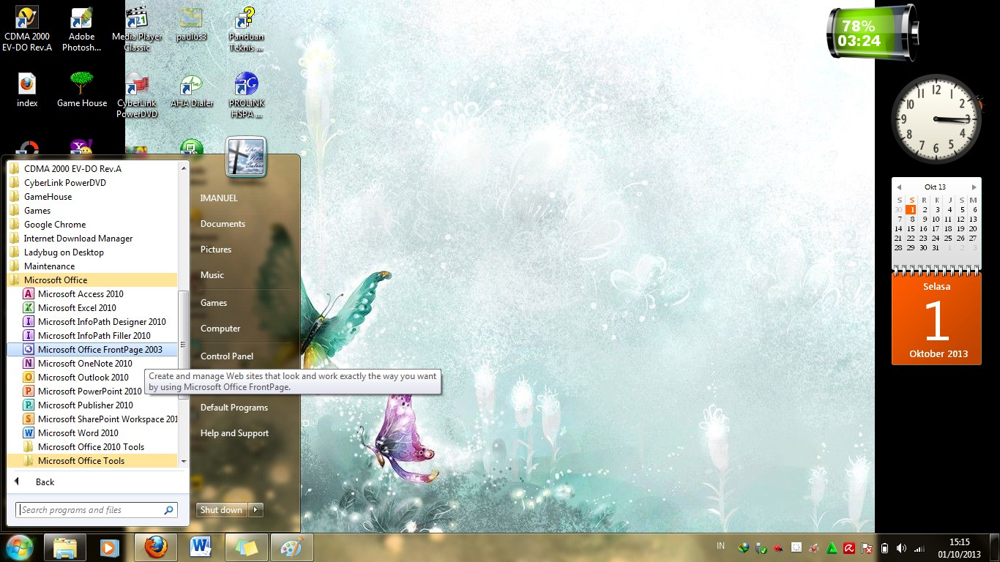 CDMA 2000
EV-DO Rev.A
Adobe
Photosh...
Media Player
Classic
paulus3
Panduan
Teknis ...
index
Game House
CyberLink
PowerDVD
AHA Dialer
PROLiNK
HSPA ...
CDMA 2000 EV-DO Rev.A
CyberLink PowerDVD
GameHouse
Games
Google Chrome
Internet Download Manager
Ladybug on Desktop
Maintenance
Microsoft Office
Microsoft Access 2010
Microsoft Excel 2010
Microsoft InfoPath Designer 2010
Microsoft InfoPath Filler 2010
Microsoft Office FrontPage 2003
Microsoft OneNote 2010
Microsoft Outlook 2010
Microsoft PowerPoint 2010
Microsoft Publisher 2010
Microsoft SharePoint Workspace 201
Microsoft Word 2010
Microsoft Office 2010 Tools
Microsoft Office Tools
Back
Search programs and files
IMANUEL
Documents
Pictures
Music
Games
Computer
Control Panel
Create and manage Web sites that look and work exactly the way you want
by using Microsoft Office FrontPage.
Default Programs
Help and Support
Shut down
78%
03:24
12
1
2
3
4
5
6
7
8
9
10
11
Okt 13
S S R K J S M
30 1 2 3 4 5 6
7 8 9 10 11 12 13
14 15 16 17 18 19 20
21 22 23 24 25 26 27
28 29 30 31 1 2 3
Selasa
1
Oktober 2013
IN
15:15
01/10/2013